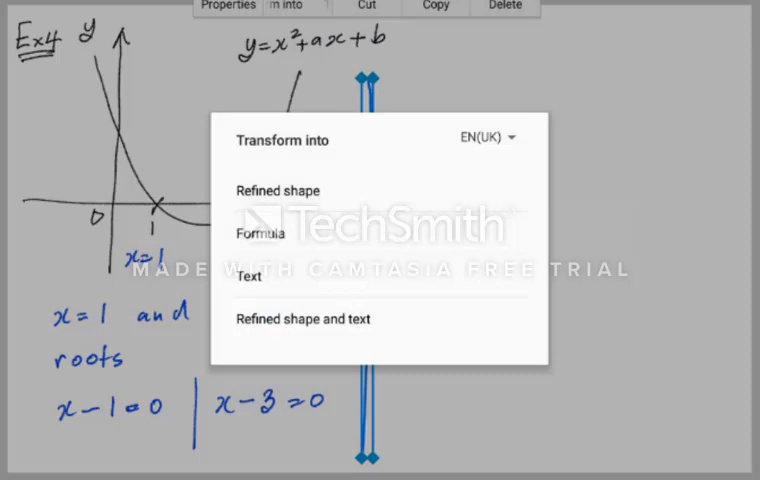 Properties rm into Cut Copy Delete
Ex4 y y=x²+ax+b
Transform into EN(UK)
Refined shape
Formula
Text
Refined shape and text
TechSmith
MADE WITH CAMTASIA FREE TRIAL
0 1
x=1
x=1 and
roots
x-1=0 | x-3=0